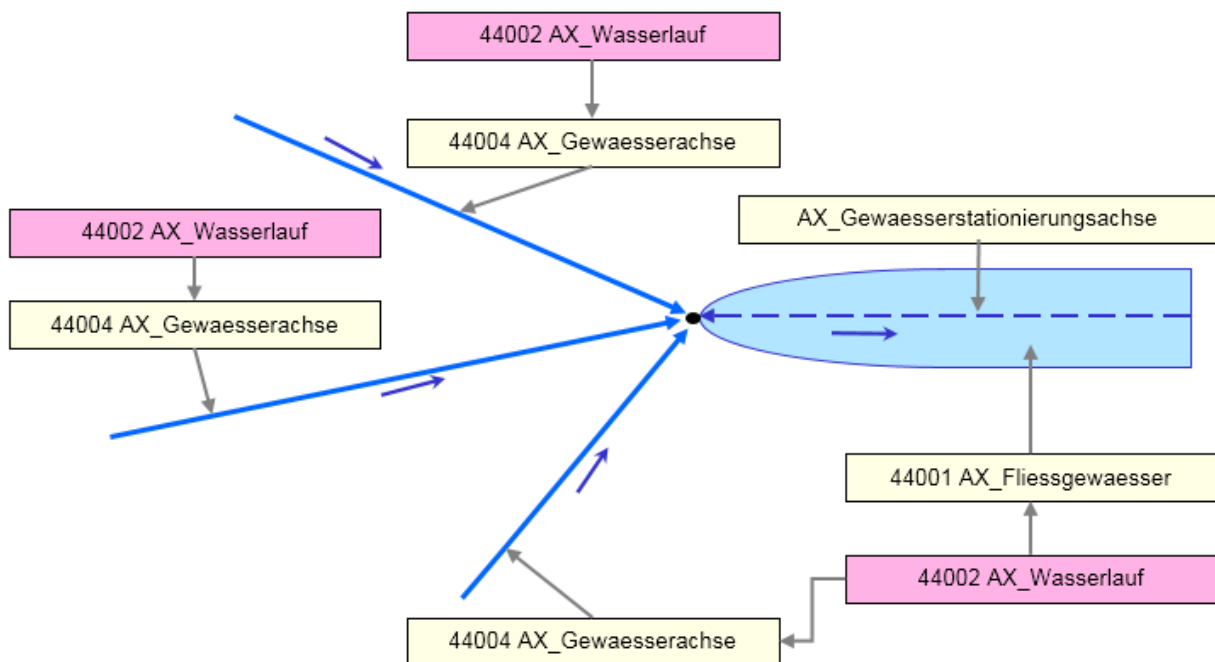 44002 AX_Wasserlauf
44004 AX_Gewaesserachse
44002 AX_Wasserlauf
AX_Gewaesserstationierungsachse
44004 AX_Gewaesserachse
44001 AX_Fliessgewaesser
44002 AX_Wasserlauf
44004 AX_Gewaesserachse